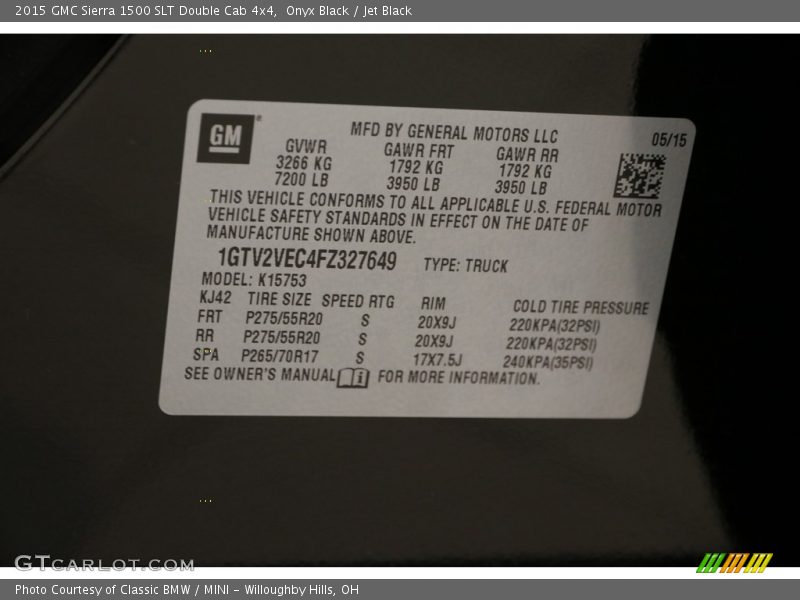 2015 GMC Sierra 1500 SLT Double Cab 4x4, Onyx Black / Jet Black
GM
MFD BY GENERAL MOTORS LLC 05/15
GVWR GAWR FRT GAWR RR
3266 KG 1792 KG 1792 KG
7200 LB 3950 LB 3950 LB
THIS VEHICLE CONFORMS TO ALL APPLICABLE U.S. FEDERAL MOTOR
VEHICLE SAFETY STANDARDS IN EFFECT ON THE DATE OF
MANUFACTURE SHOWN ABOVE.
1GTV2VEC4FZ327649 TYPE: TRUCK
MODEL: K15753
KJ42 TIRE SIZE SPEED RTG RIM COLD TIRE PRESSURE
FRT P275/55R20 S 20X9J 220KPA(32PSI)
RR P275/55R20 S 20X9J 220KPA(32PSI)
SPA P265/70R17 S 17X7.5J 240KPA(35PSI)
SEE OWNER'S MANUAL i FOR MORE INFORMATION.
GTCARLOT.COM
Photo Courtesy of Classic BMW / MINI - Willoughby Hills, OH